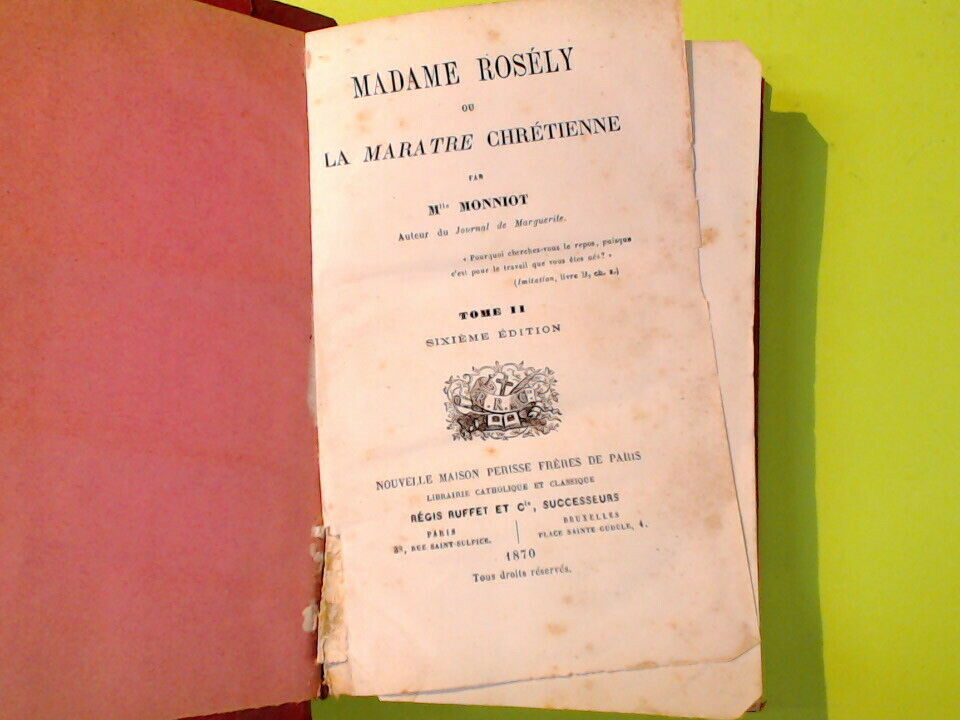 MADAME ROSÉLY
OU
LA MARATRE CHRÉTIENNE
PAR
Mlle MONNIOT
Auteur du Journal de Marguerite.
« Pourquoi cherchez-vous le repos, puisque
c'est pour le travail que vous êtes nés? »
(Imitation, livre II, ch. X.)
TOME II
SIXIÈME ÉDITION
R. R. & Cie
NOUVELLE MAISON PERISSE FRÈRES DE PARIS
LIBRAIRIE CATHOLIQUE ET CLASSIQUE
RÉGIS RUFFET ET Cie, SUCCESSEURS
PARIS
38, RUE SAINT-SULPICE.
BRUXELLES
PLACE SAINTE-GUDULE, 4.
1870
Tous droits réservés.